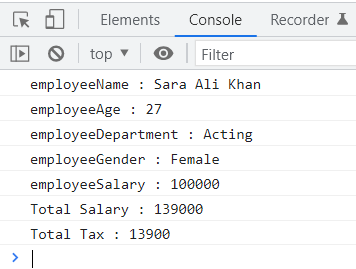 Elements Console Recorder
top Filter
employeeName : Sara Ali Khan
employeeAge : 27
employeeDepartment : Acting
employeeGender : Female
employeeSalary : 100000
Total Salary : 139000
Total Tax : 13900